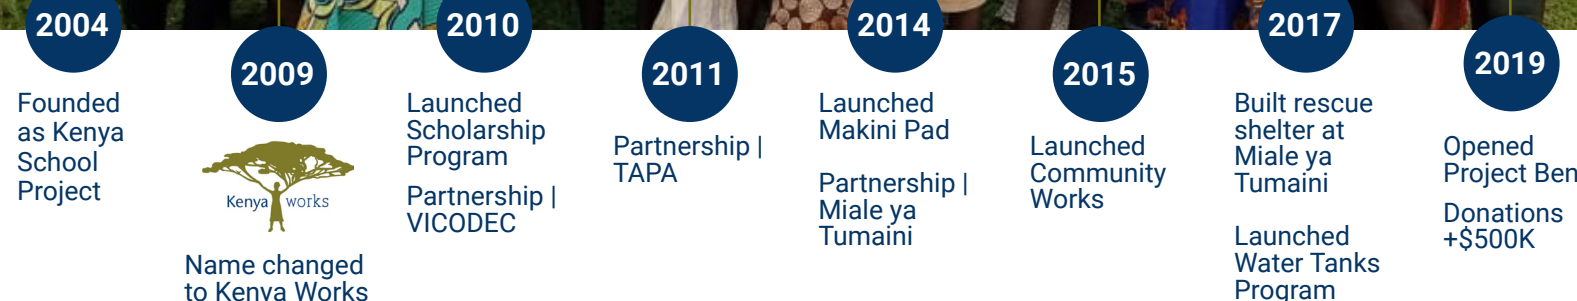 2004
Founded
as Kenya
School
Project
2009
Kenya works
Name changed
to Kenya Works
2010
Launched
Scholarship
Program
Partnership |
VICODEC
2011
Partnership |
TAPA
2014
Launched
Makini Pad
Partnership |
Miale ya
Tumaini
2015
Launched
Community
Works
2017
Built rescue
shelter at
Miale ya
Tumaini
Launched
Water Tanks
Program
2019
Opened
Project Ben
Donations
+$500K